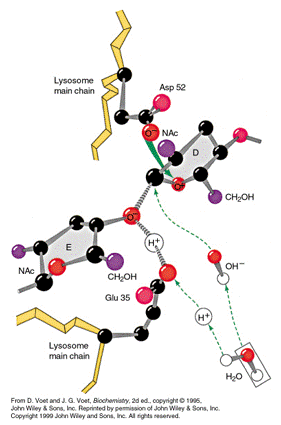 Lysosome
main chain
Asp 52
O⁻
NAc
D
O⁺
CH₂OH
O⁻
E
H⁺
NAc
CH₂OH
OH⁻
Glu 35
H⁺
Lysosome
main chain
H₂O
From D. Voet and J. G. Voet, Biochemistry, 2d ed., copyright © 1995,
John Wiley & Sons, Inc. Reprinted by permission of John Wiley & Sons, Inc.
Copyright 1999 John Wiley and Sons, Inc. All rights reserved.